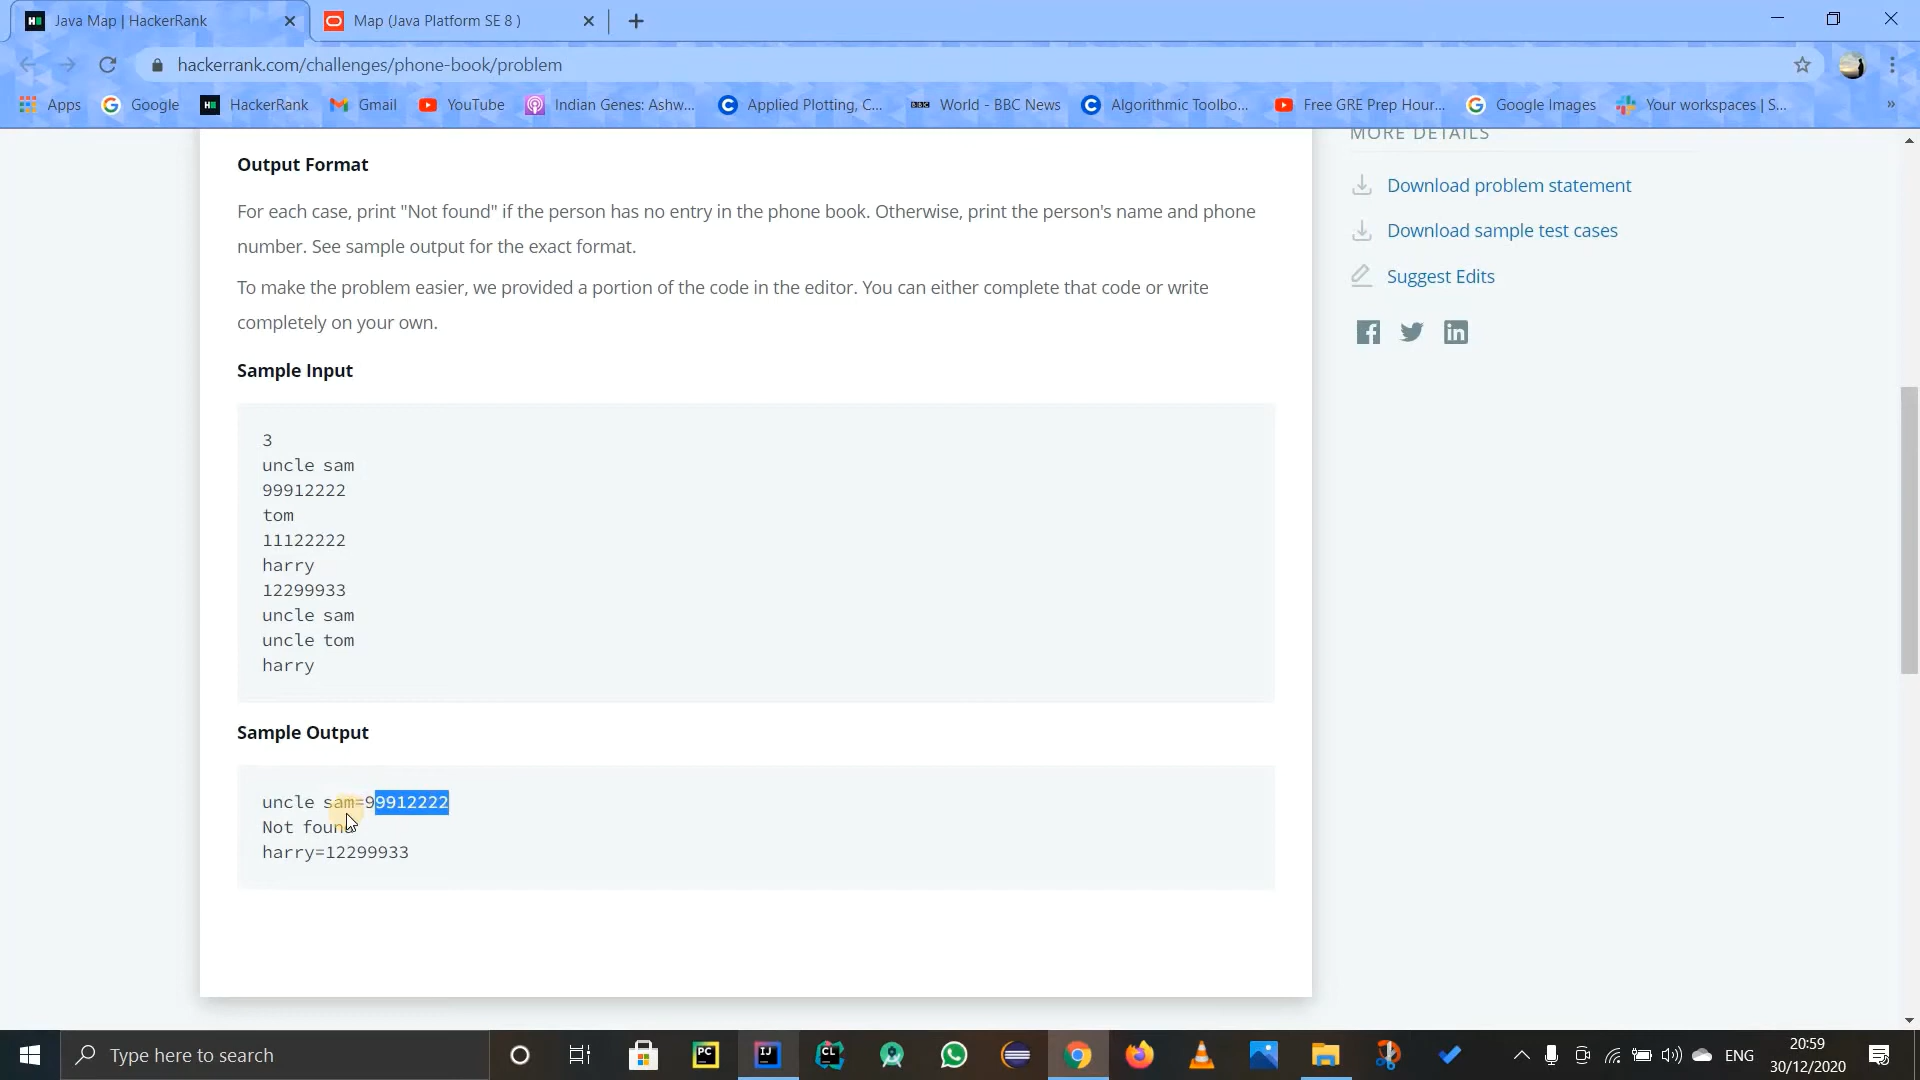 Java Map | HackerRank
Map (Java Platform SE 8 )
hackerrank.com/challenges/phone-book/problem
Apps Google HackerRank Gmail YouTube Indian Genes: Ashw... Applied Plotting, C... BBC World - BBC News Algorithmic Toolbo... Free GRE Prep Hour... Google Images Your workspaces | S... »
Output Format
For each case, print "Not found" if the person has no entry in the phone book. Otherwise, print the person's name and phone
number. See sample output for the exact format.
To make the problem easier, we provided a portion of the code in the editor. You can either complete that code or write
completely on your own.
Sample Input
3
uncle sam
99912222
tom
11122222
harry
12299933
uncle sam
uncle tom
harry
Sample Output
uncle sam=99912222
Not found
harry=12299933
MORE DETAILS
Download problem statement
Download sample test cases
Suggest Edits
Type here to search
PC
IJ
CL
ENG
20:59
30/12/2020